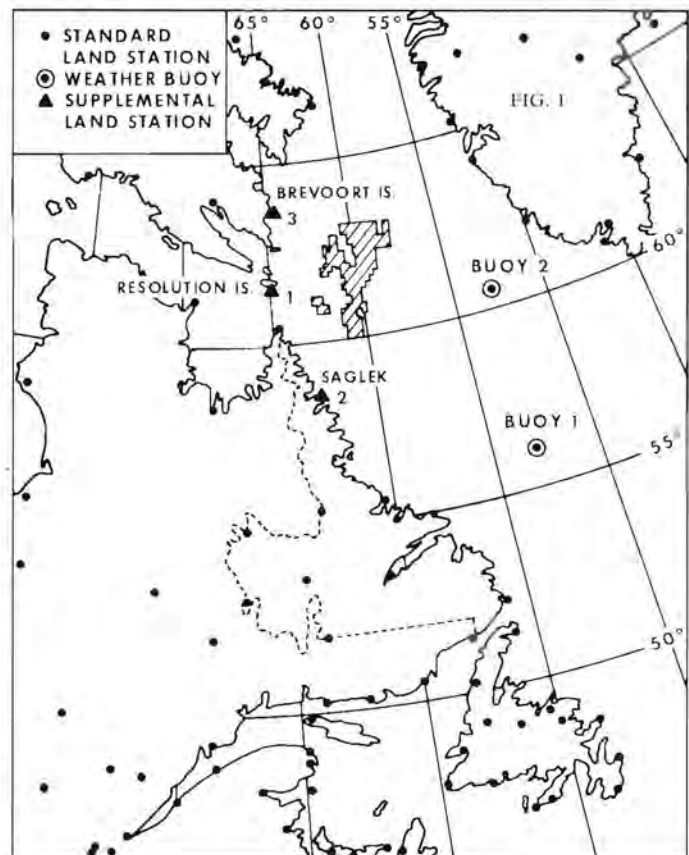 STANDARD
LAND STATION
WEATHER BUOY
SUPPLEMENTAL
LAND STATION
65° 60° 55°
FIG. 1
BREVOORT IS.
3
60°
BUOY 2
RESOLUTION IS. 1
SAGLEK
2
BUOY 1
55°
50°